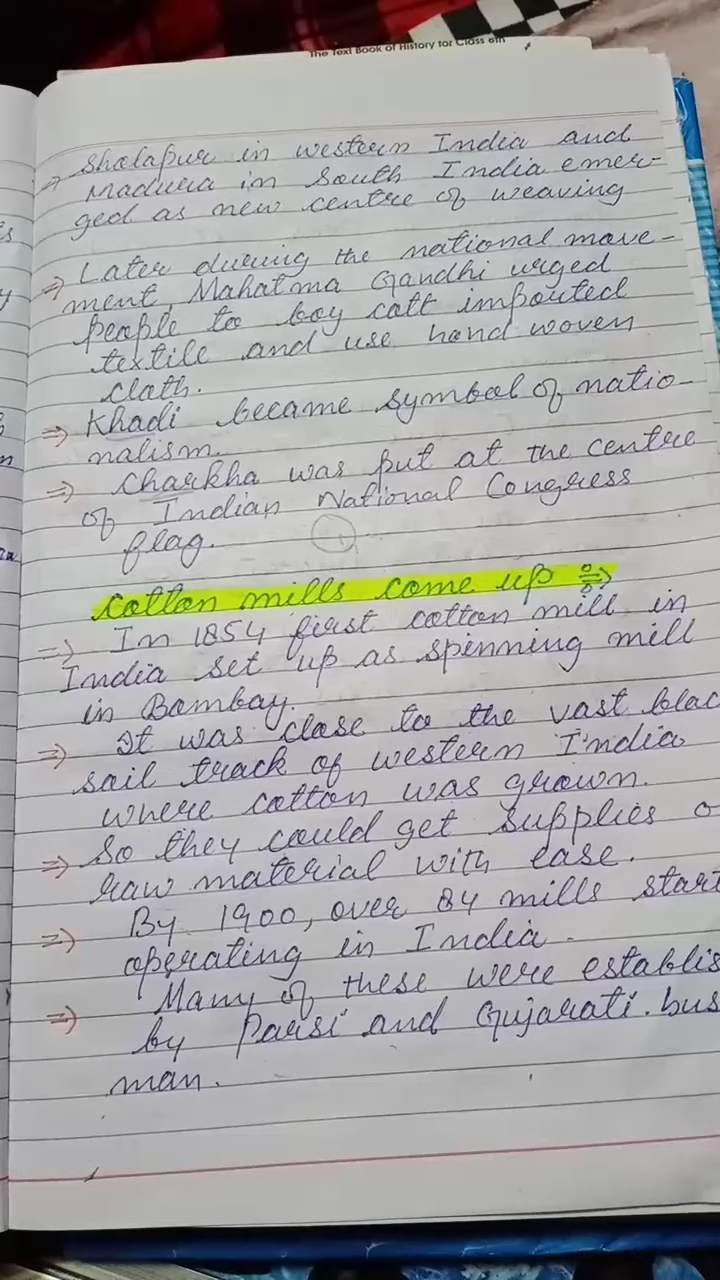 The Text Book of History for Class 8th
⇒ Sholapur in western India and
Madura in South India emer-
ged as new centre of weaving
⇒ Later during the national move-
ment, Mahatma Gandhi urged
people to boy catt imported
textile and use hand woven
cloth.
⇒ Khadi became symbol of natio-
nalism.
⇒ charkha was put at the centre
of Indian National Congress
flag.
cotton mills come up
⇒ In 1854 first cotton mill in
India set up as spinning mill
in Bombay.
⇒ It was close to the vast blac
soil track of western India
where cotton was grown.
⇒ So they could get supplies o
raw material with ease.
⇒ By 1900, over 84 mills start
operating in India.
⇒ Many of these were establis
by Parsi and Gujarati. bus
man.